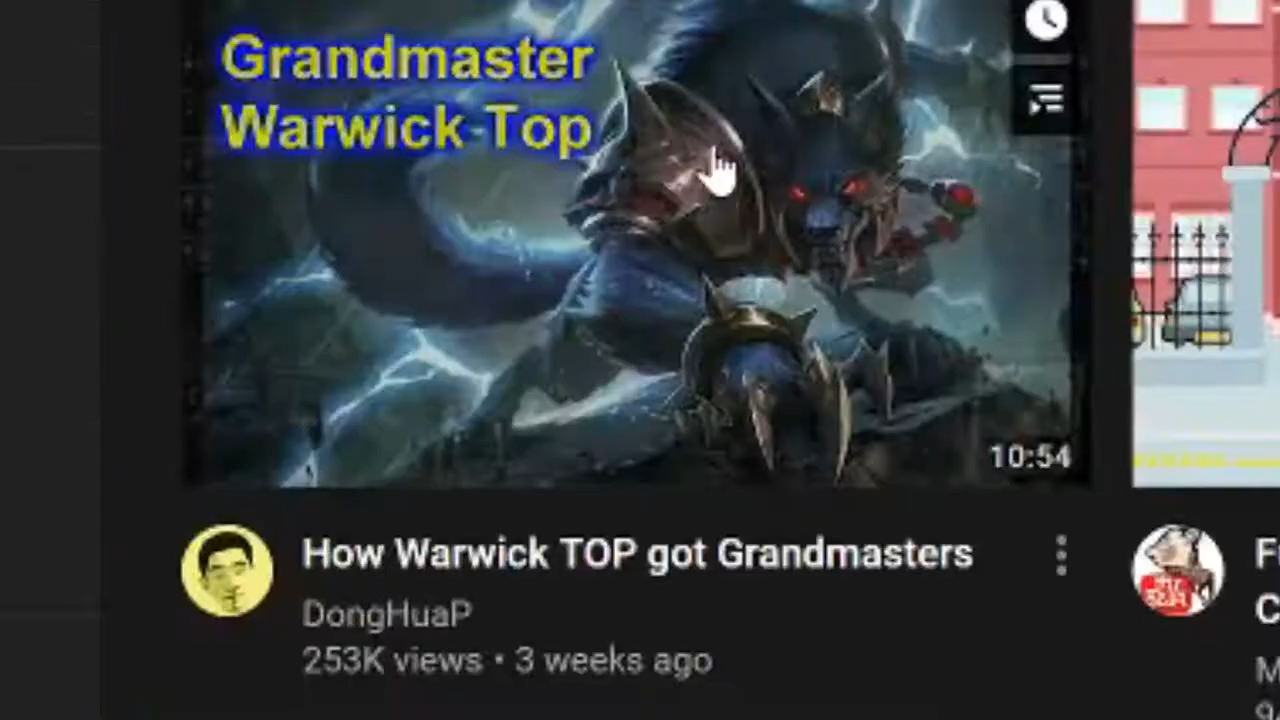 Grandmaster
Warwick Top
10:54
How Warwick TOP got Grandmasters
DongHuaP
253K views • 3 weeks ago
F
C
M